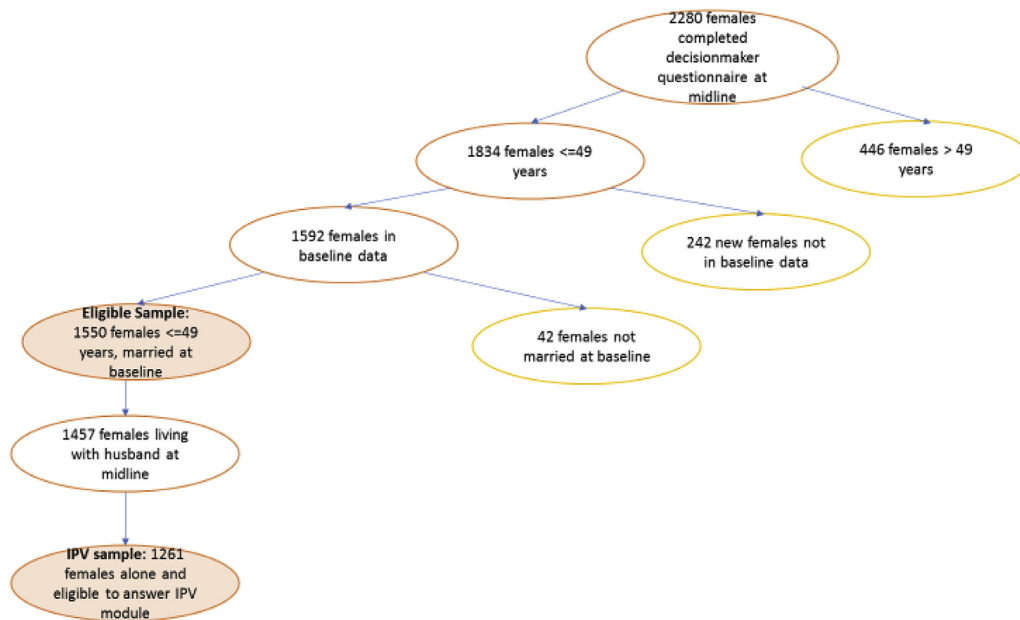 2280 females
completed
decisionmaker
questionnaire at
midline
1834 females <=49
years
446 females > 49
years
1592 females in
baseline data
242 new females not
in baseline data
Eligible Sample:
1550 females <=49
years, married at
baseline
42 females not
married at baseline
1457 females living
with husband at
midline
IPV sample: 1261
females alone and
eligible to answer IPV
module